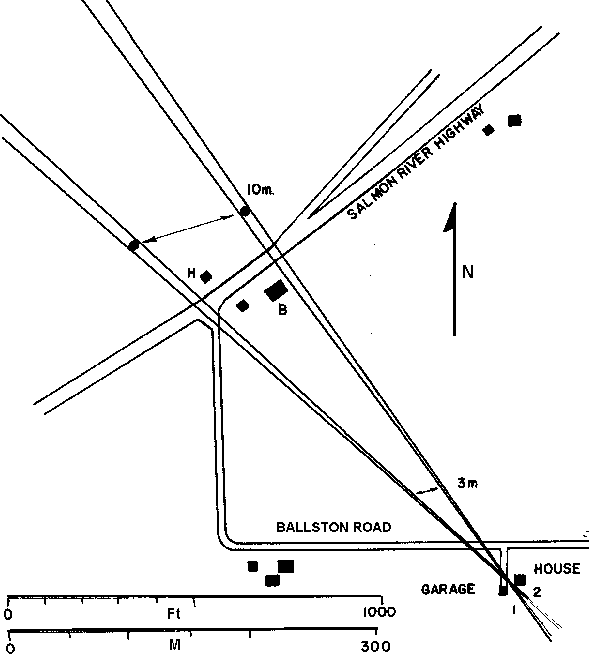 10m.
SALMON RIVER HIGHWAY
N
H
B
3m
BALLSTON ROAD
HOUSE
GARAGE
2
1
0 Ft 1000
0 M 300